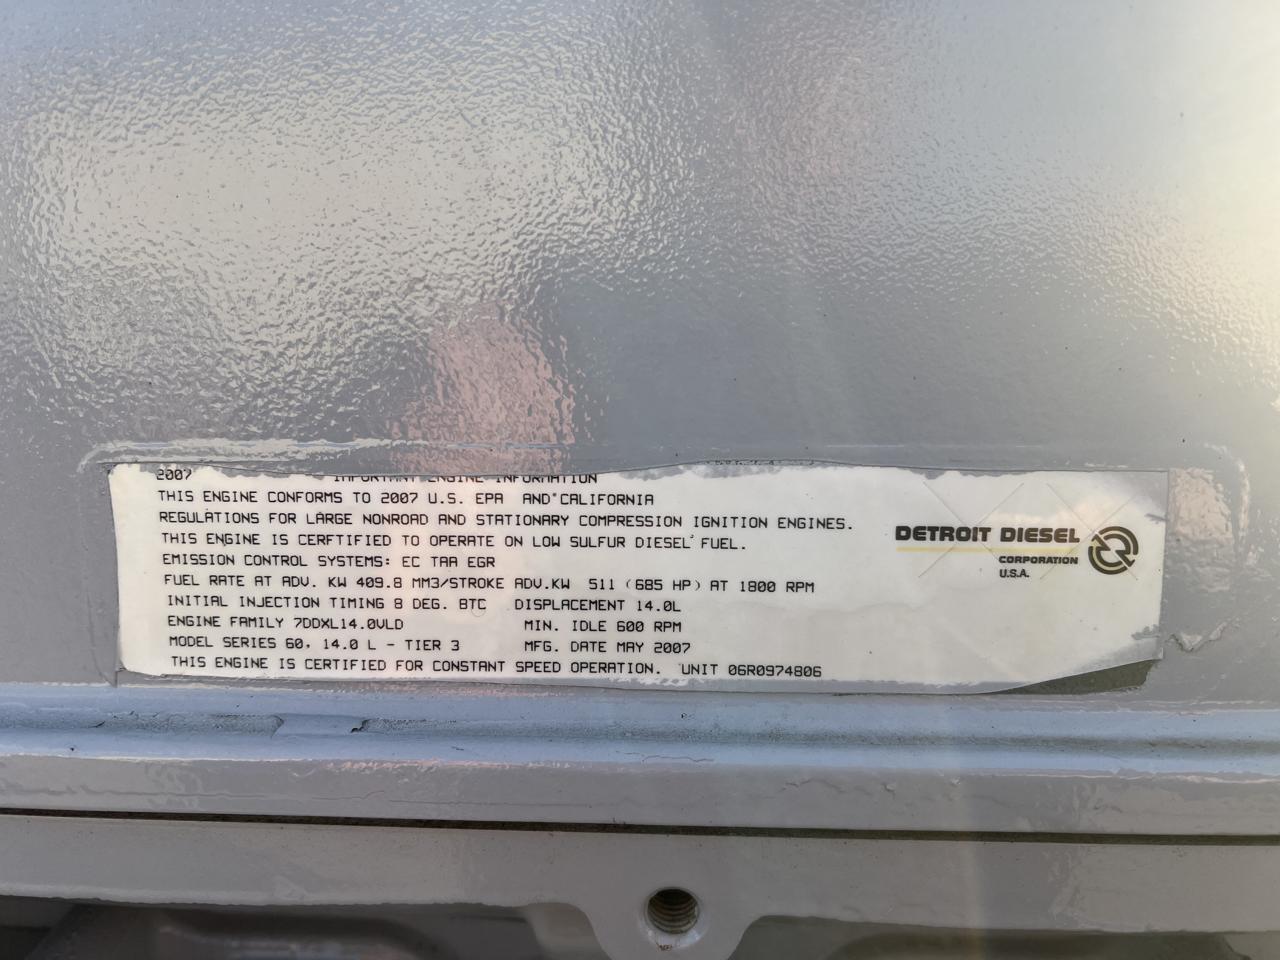 2007 IMPORTANT ENGINE INFORMATION
THIS ENGINE CONFORMS TO 2007 U.S. EPA AND CALIFORNIA
REGULATIONS FOR LARGE NONROAD AND STATIONARY COMPRESSION IGNITION ENGINES.
THIS ENGINE IS CERFTIFIED TO OPERATE ON LOW SULFUR DIESEL FUEL.
EMISSION CONTROL SYSTEMS: EC TAA EGR
FUEL RATE AT ADV. KW 409.8 MM3/STROKE ADV.KW 511 (685 HP) AT 1800 RPM
INITIAL INJECTION TIMING 8 DEG. BTC DISPLACEMENT 14.0L
ENGINE FAMILY 7DDXL14.0VLD MIN. IDLE 600 RPM
MODEL SERIES 60, 14.0 L - TIER 3 MFG. DATE MAY 2007
THIS ENGINE IS CERTIFIED FOR CONSTANT SPEED OPERATION. UNIT 06R0974806
DETROIT DIESEL
CORPORATION
U.S.A.